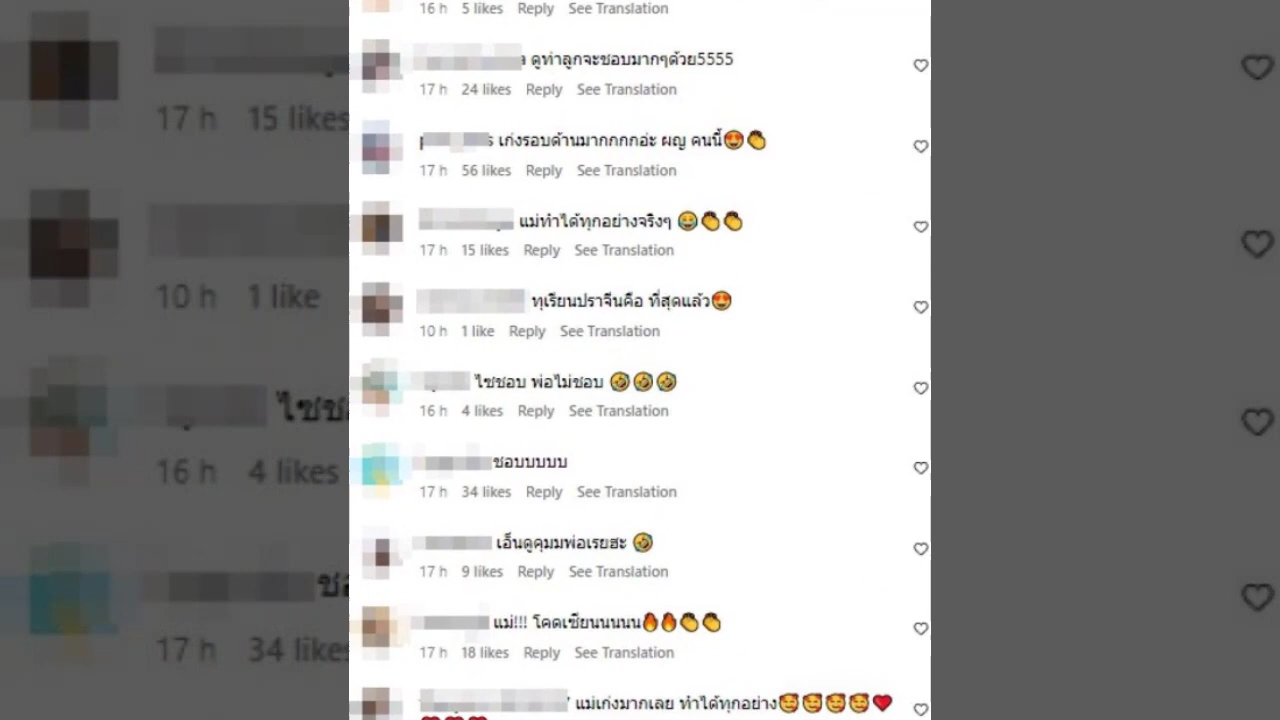 16 h 5 likes Reply See Translation
ดูท่าลูกจะชอบมากๆด้วย5555
17 h 24 likes Reply See Translation
เก่งรอบด้านมากกกกอ่ะ ผญ คนนี้😍👏
17 h 56 likes Reply See Translation
แม่ทำได้ทุกอย่างจริงๆ 😂👏👏
17 h 15 likes Reply See Translation
ทุเรียนปราจีนคือ ที่สุดแล้ว😍
10 h 1 like Reply See Translation
ไซซอบ พ่อไม่ซอบ 🤣🤣🤣
16 h 4 likes Reply See Translation
ชอบบบบบ
17 h 34 likes Reply See Translation
เอ็นดูคุมมพ่อเรยฮะ 🤣
17 h 9 likes Reply See Translation
แม่!!! โคดเซียนนนนน🔥🔥👏👏
17 h 18 likes Reply See Translation
แม่เก่งมากเลย ทำได้ทุกอย่าง🥰🥰🥰🥰❤️
17 h 15 likes
10 h 1 like
16 h 4 likes
17 h 34 likes